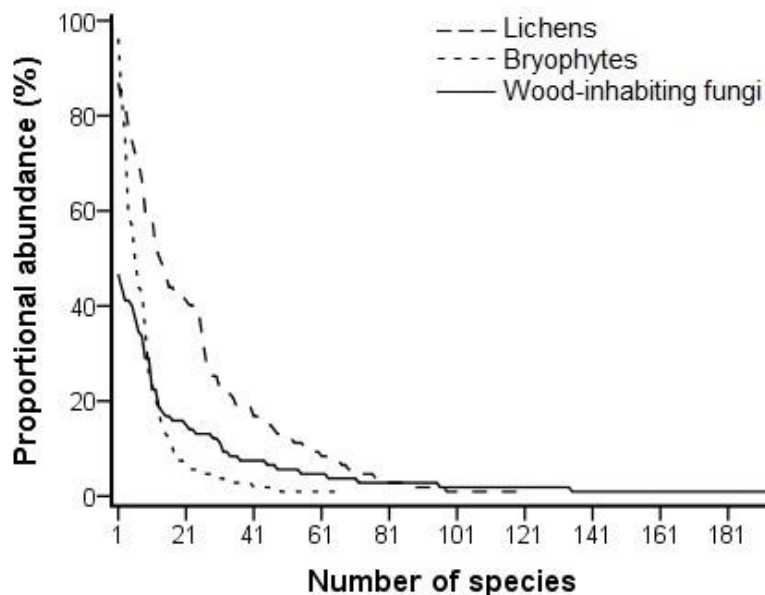 100
80
60
40
20
0
Proportional abundance (%)
Lichens
Bryophytes
Wood-inhabiting fungi
1 21 41 61 81 101 121 141 161 181
Number of species